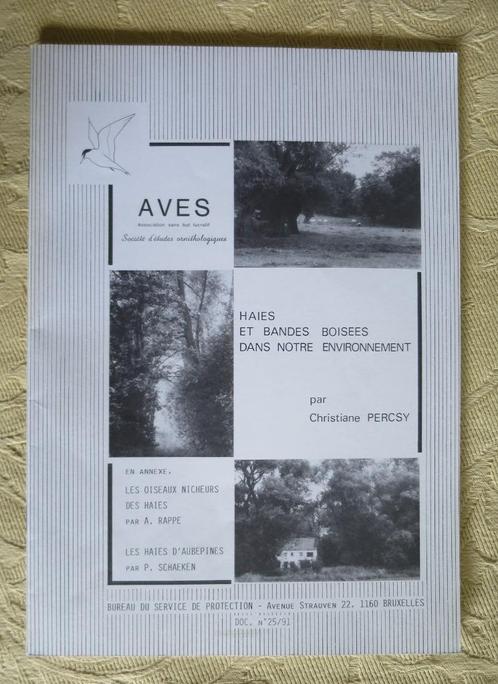 AVES
Association sans but lucratif
Société d'études ornithologiques
HAIES
ET BANDES BOISEES
DANS NOTRE ENVIRONNEMENT
par
Christiane PERCSY
EN ANNEXE.
LES OISEAUX NICHEURS
DES HAIES
PAR A. RAPPE
LES HAIES D'AUBEPINES
PAR P. SCHAEKEN
BUREAU DU SERVICE DE PROTECTION - AVENUE STRAUVEN 22. 1160 BRUXELLES
DOC. N°25/91